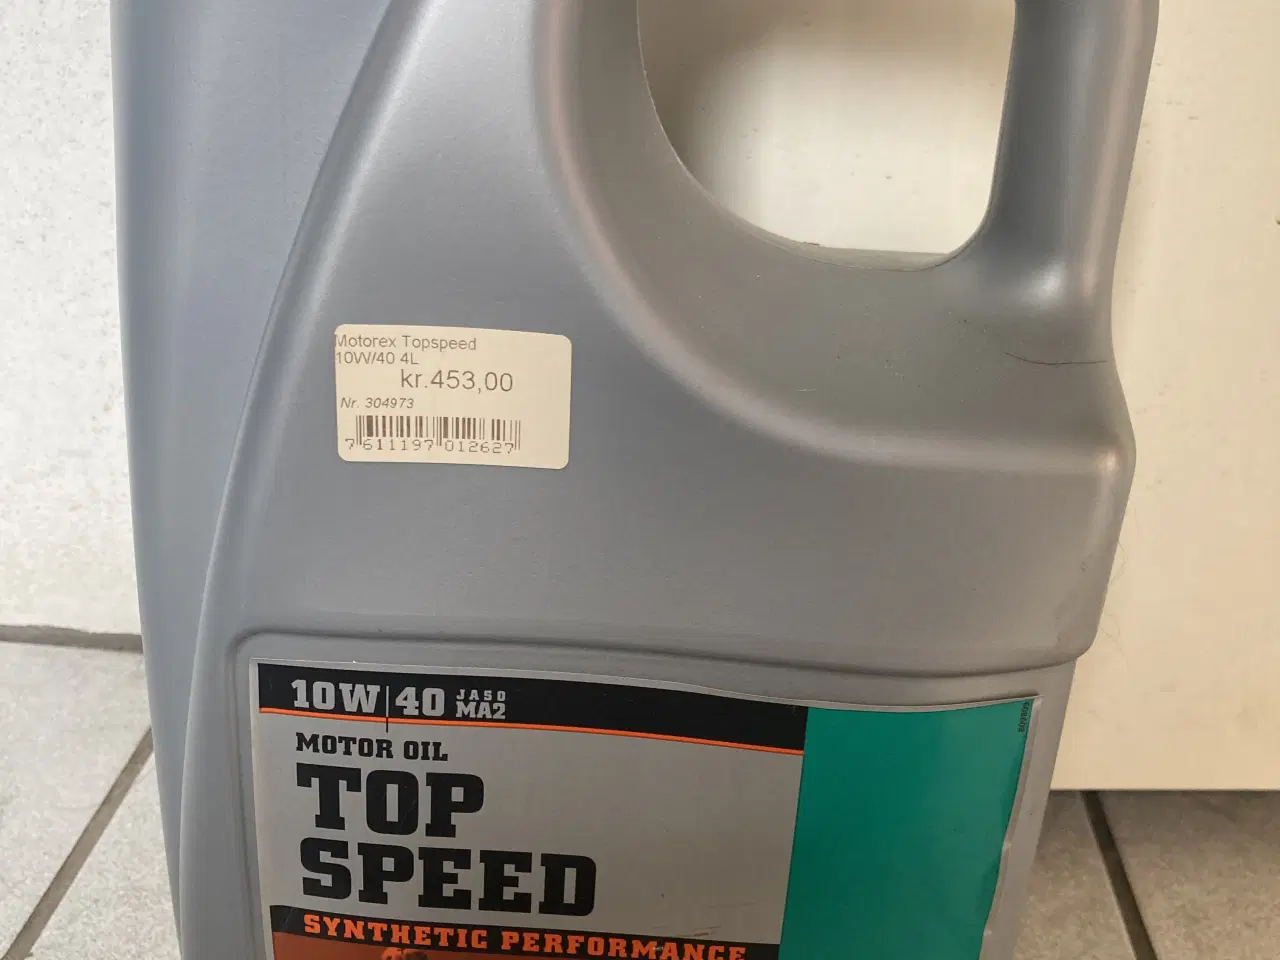 Motorex Topspeed
10W/40 4L
kr.453,00
Nr. 304973
7 611197 012627
10W|40 JASO MA2
MOTOR OIL
TOP
SPEED
SYNTHETIC PERFORMANCE